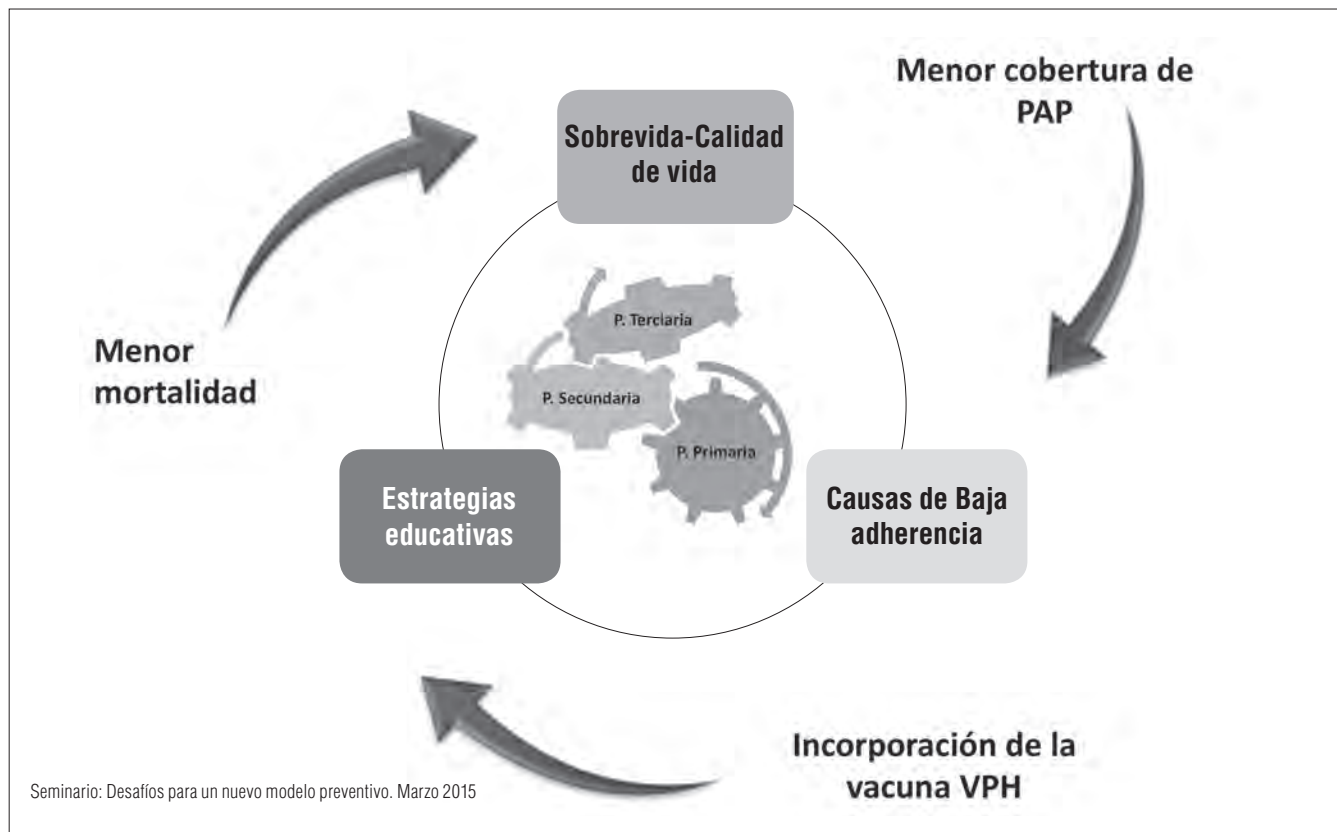 Menor cobertura de
PAP
Sobrevida-Calidad
de vida
P. Terciaria
Menor
mortalidad
P. Secundaria
P. Primaria
Estrategias
educativas
Causas de Baja
adherencia
Incorporación de la
vacuna VPH
Seminario: Desafíos para un nuevo modelo preventivo. Marzo 2015